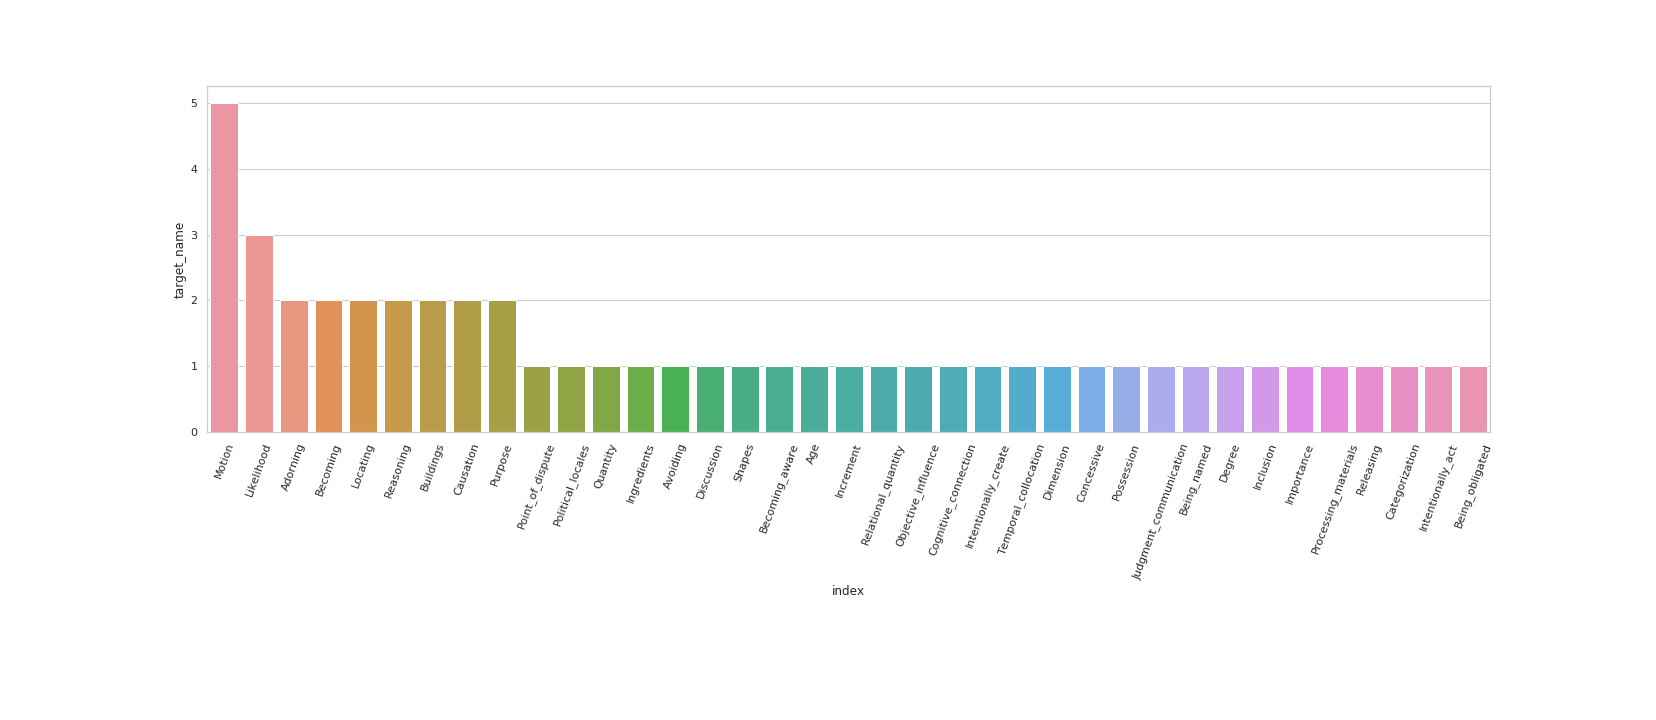 5
4
3
2
1
0
target_name
Motion
Likelihood
Adorning
Becoming
Locating
Reasoning
Buildings
Causation
Purpose
Point_of_dispute
Political_locales
Quantity
Ingredients
Avoiding
Discussion
Shapes
Becoming_aware
Age
Increment
Relational_quantity
Objective_influence
Cognitive_connection
Intentionally_create
Temporal_collocation
Dimension
Concessive
Possession
Judgment_communication
Being_named
Degree
Inclusion
Importance
Processing_materials
Releasing
Categorization
Intentionally_act
Being_obligated
index